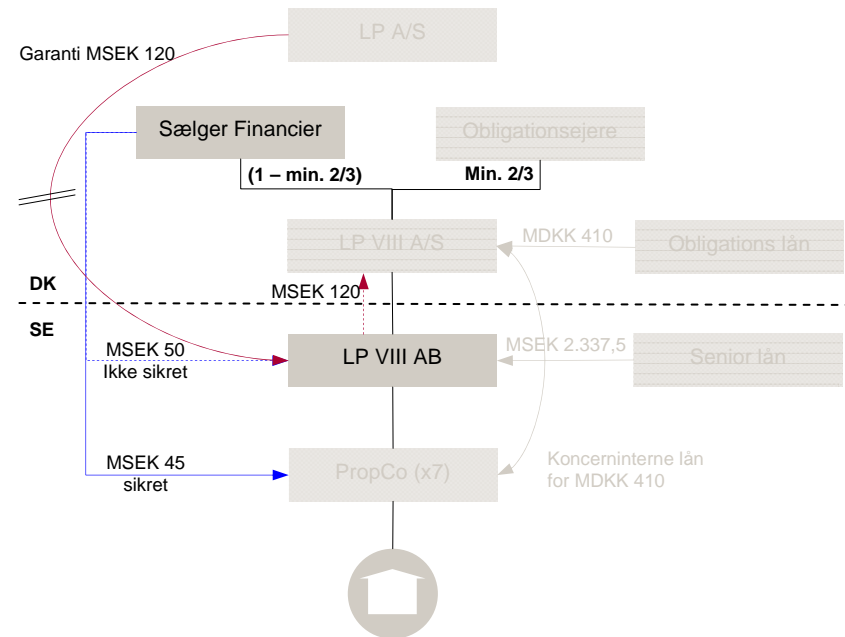 LP A/S
Garanti MSEK 120
Sælger Financier
Obligationsejere
(1 – min. 2/3)
Min. 2/3
LP VIII A/S
MDKK 410
Obligations lån
DK
MSEK 120
SE
MSEK 50
Ikke sikret
LP VIII AB
MSEK 2.337,5
Senior lån
MSEK 45
sikret
PropCo (x7)
Koncerninterne lån
for MDKK 410